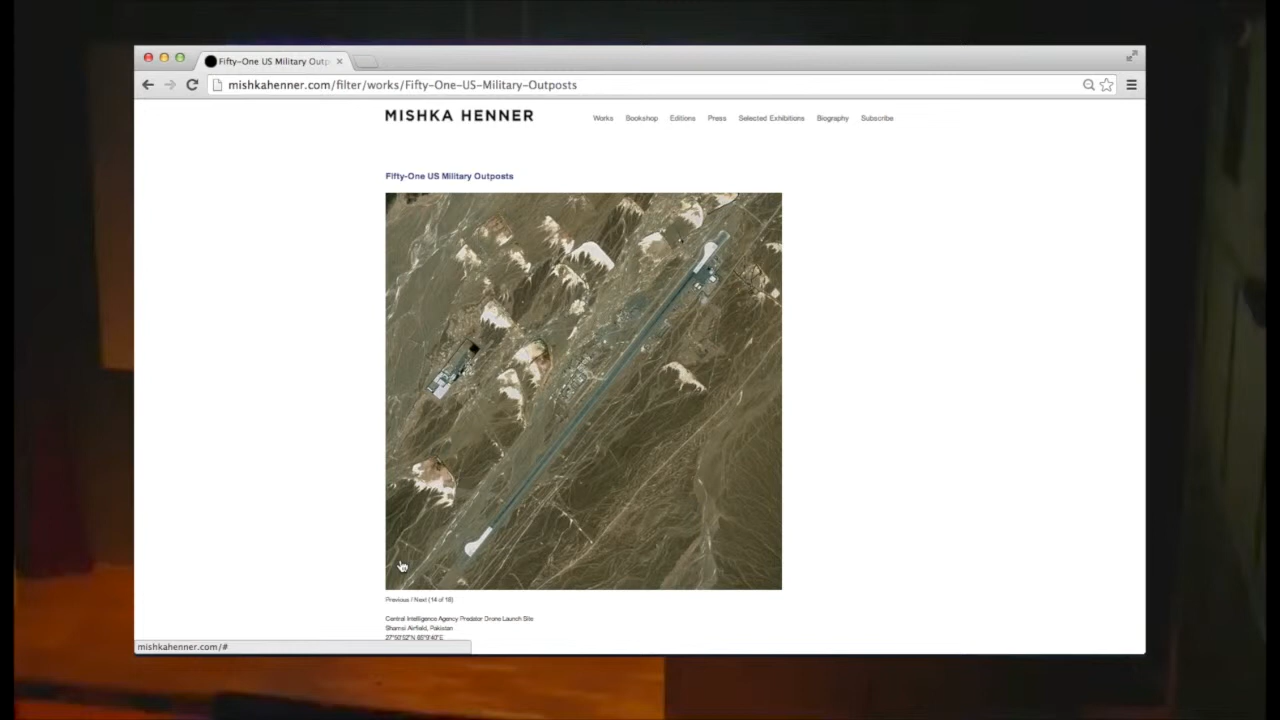 Fifty-One US Military Outp
mishkahenner.com/filter/works/Fifty-One-US-Military-Outposts
MISHKA HENNER
Works Bookshop Editions Press Selected Exhibitions Biography Subscribe
Fifty-One US Military Outposts
Previous / Next (14 of 18)
Central Intelligence Agency Predator Drone Launch Site
Shamsi Airfield, Pakistan
mishkahenner.com/#